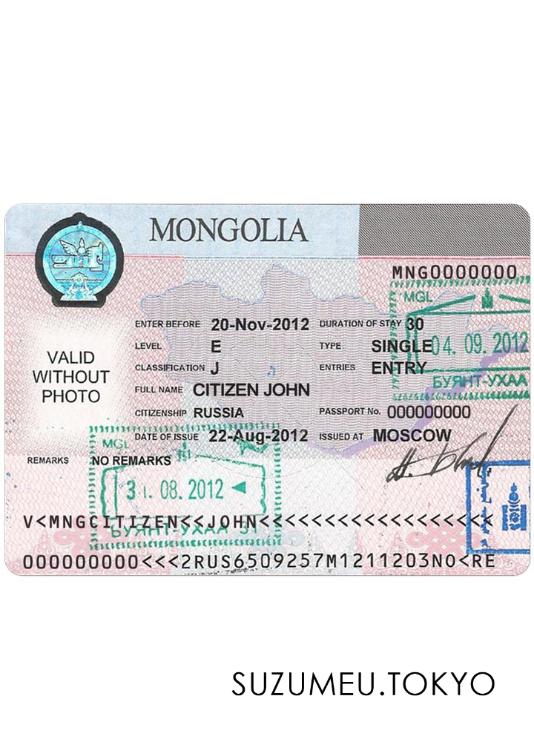 MONGOLIA
MNG0000000
MGL
ENTER BEFORE 20-Nov-2012 DURATION OF STAY 30
LEVEL E TYPE SINGLE
04. 09. 2012
VALID
WITHOUT
PHOTO
CLASSIFICATION J ENTRIES ENTRY
БУЯНТ-УХАА
FULL NAME CITIZEN JOHN
CITIZENSHIP RUSSIA PASSPORT No. 000000000
DATE OF ISSUE 22-Aug-2012 ISSUED AT MOSCOW
MGL
REMARKS NO REMARKS
31. 08. 2012
V<MNGCITIZEN<<JOHN<<<<<<<<<<<<<<<<<<<
БУЯНТ-УХАА 31
000000000<<<2RUS6509257M1211203N0<RE
SUZUMEU.TOKYO